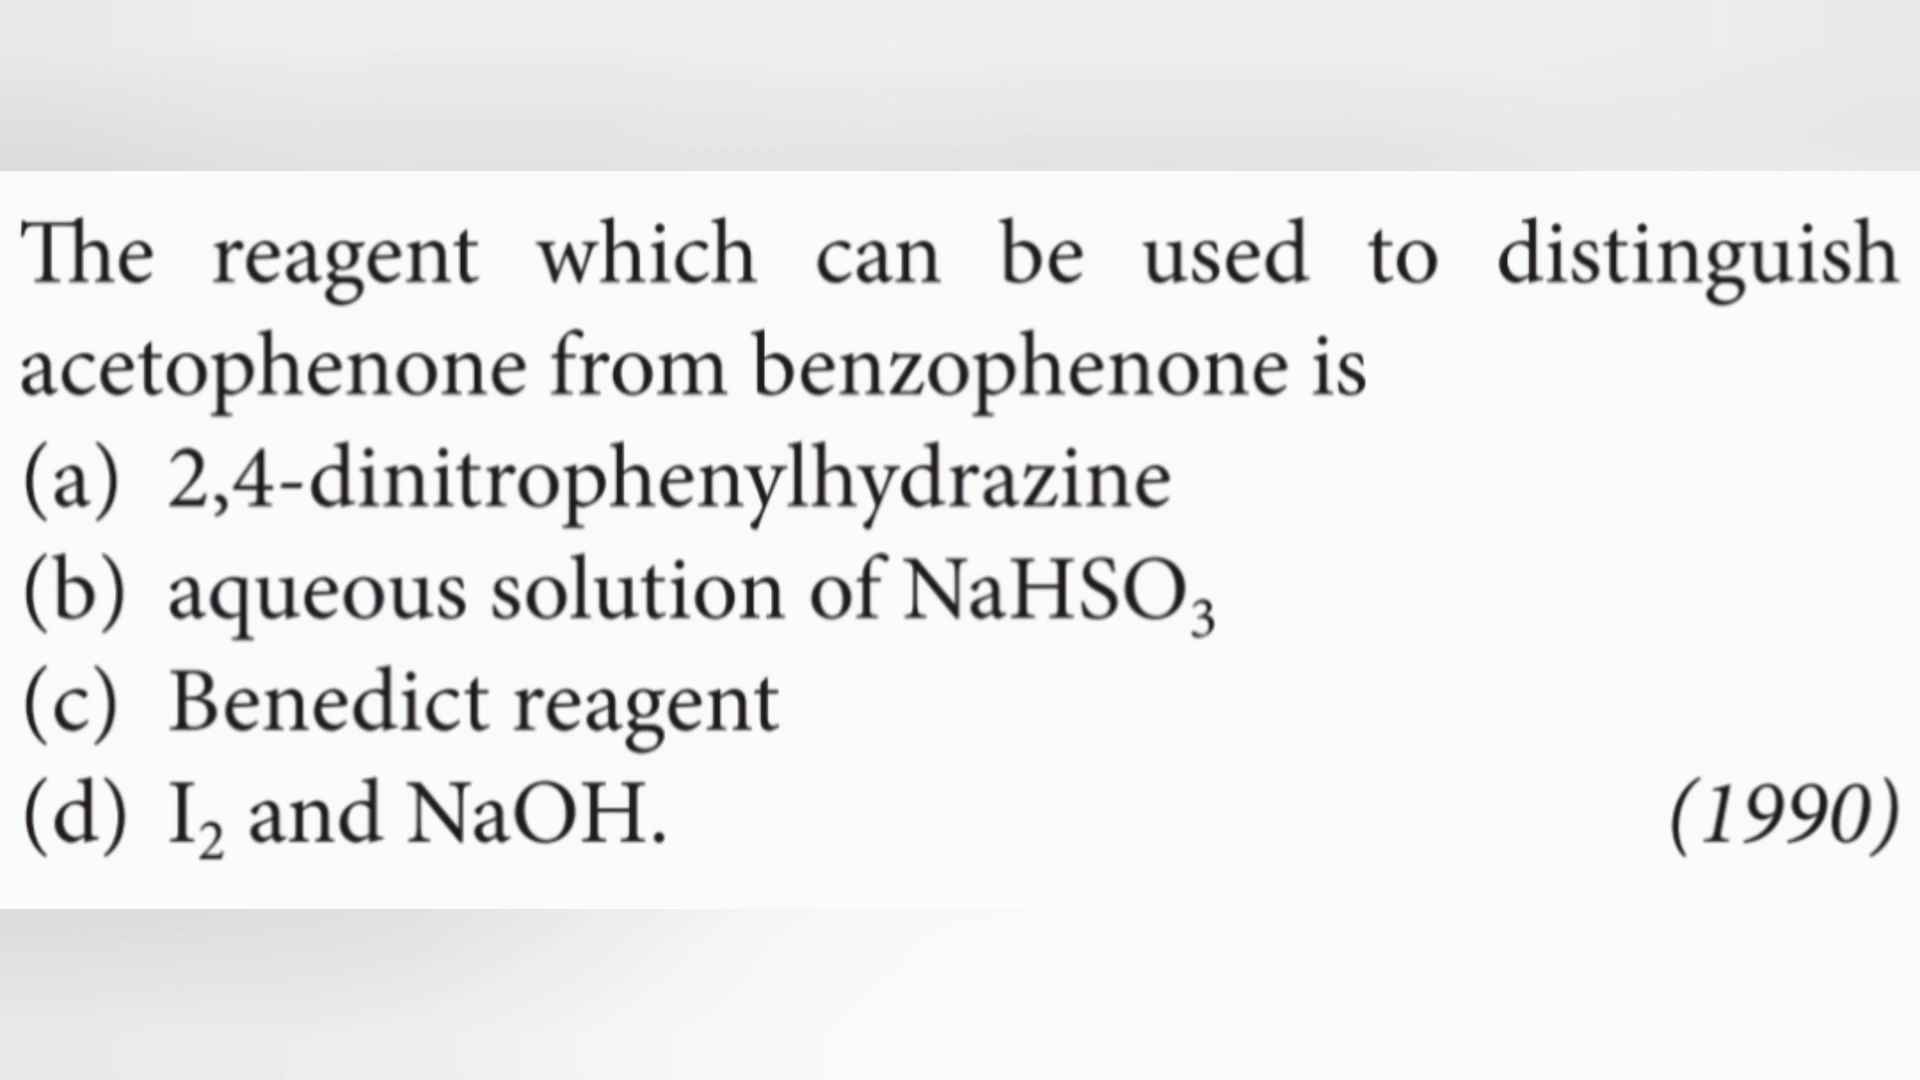 The reagent which can be used to distinguish
acetophenone from benzophenone is
(a) 2,4-dinitrophenylhydrazine
(b) aqueous solution of NaHSO₃
(c) Benedict reagent
(d) I₂ and NaOH. (1990)